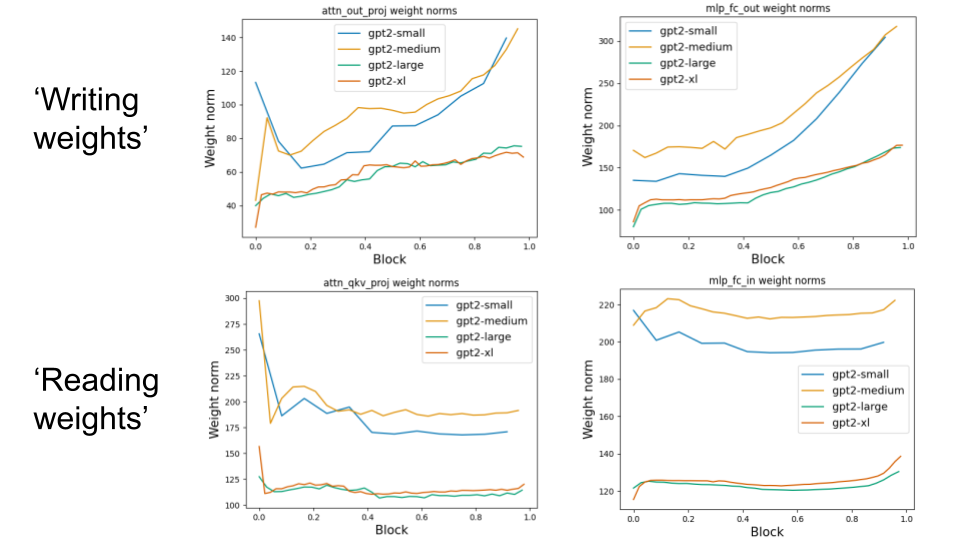 attn_out_proj weight norms
140
120
100
80
60
40
Weight norm
gpt2-small
gpt2-medium
gpt2-large
gpt2-xl
0.0 0.2 0.4 0.6 0.8 1.0
Block
mlp_fc_out weight norms
300
250
200
150
100
Weight norm
gpt2-small
gpt2-medium
gpt2-large
gpt2-xl
0.0 0.2 0.4 0.6 0.8 1.0
Block
‘Writing
weights’
attn_qkv_proj weight norms
300
275
250
225
200
175
150
125
100
Weight norm
gpt2-small
gpt2-medium
gpt2-large
gpt2-xl
0.0 0.2 0.4 0.6 0.8 1.0
Block
mlp_fc_in weight norms
220
200
180
160
140
120
Weight norm
gpt2-small
gpt2-medium
gpt2-large
gpt2-xl
0.0 0.2 0.4 0.6 0.8 1.0
Block
‘Reading
weights’